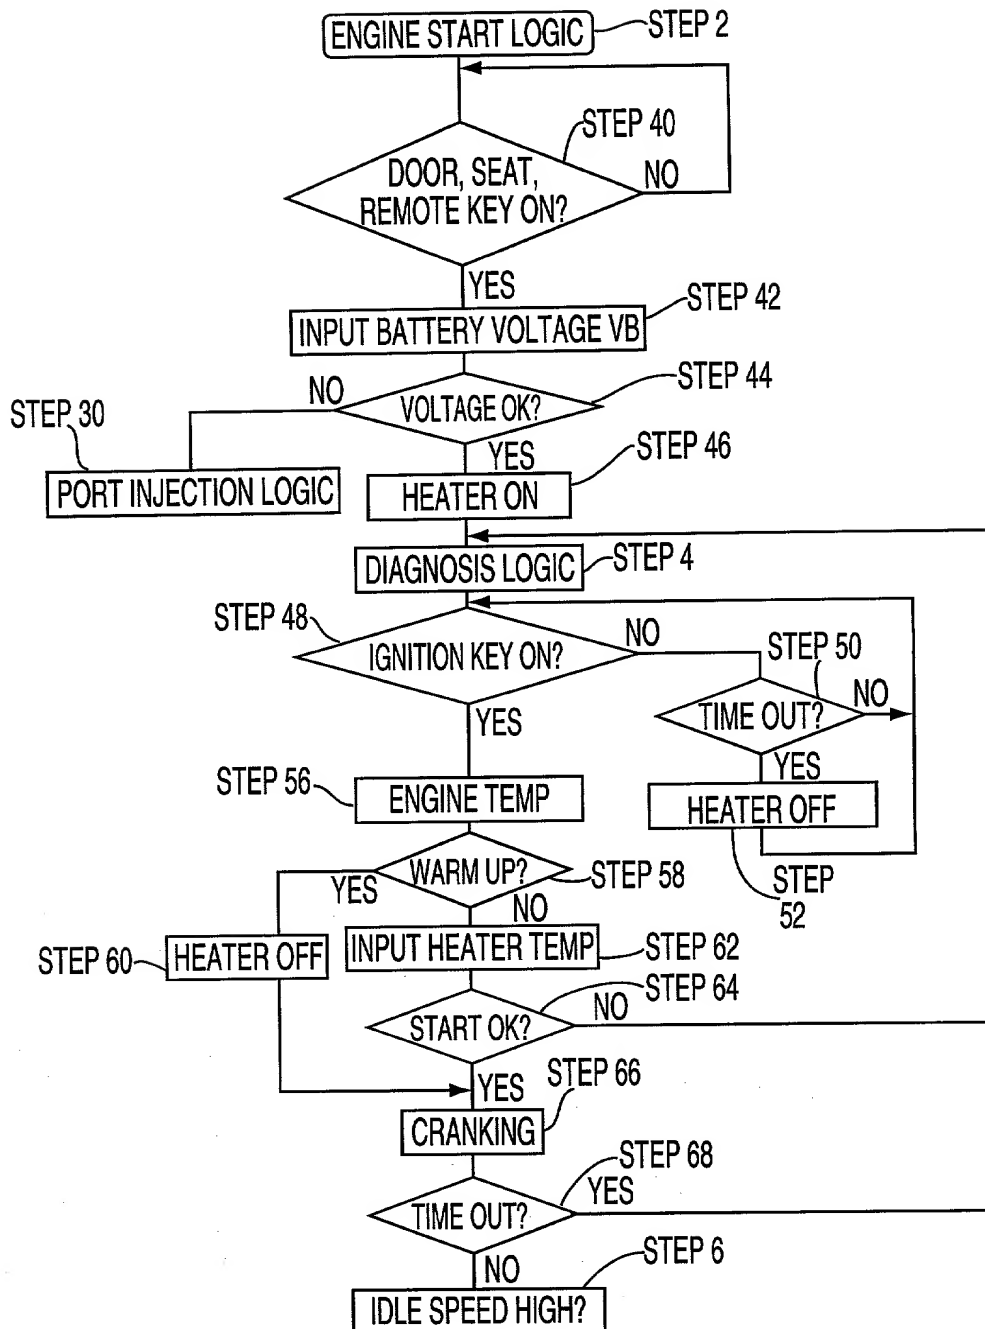 ENGINE START LOGIC
STEP 2
STEP 40
DOOR, SEAT,
REMOTE KEY ON?
NO
YES
STEP 42
INPUT BATTERY VOLTAGE VB
NO
STEP 44
VOLTAGE OK?
STEP 30
YES
STEP 46
PORT INJECTION LOGIC
HEATER ON
DIAGNOSIS LOGIC
STEP 4
STEP 48
IGNITION KEY ON?
NO
STEP 50
TIME OUT?
NO
YES
YES
STEP 56
ENGINE TEMP
HEATER OFF
WARM UP?
STEP 58
STEP
52
YES
NO
STEP 60
HEATER OFF
INPUT HEATER TEMP
STEP 62
STEP 64
START OK?
NO
YES
STEP 66
CRANKING
STEP 68
TIME OUT?
YES
NO
STEP 6
IDLE SPEED HIGH?